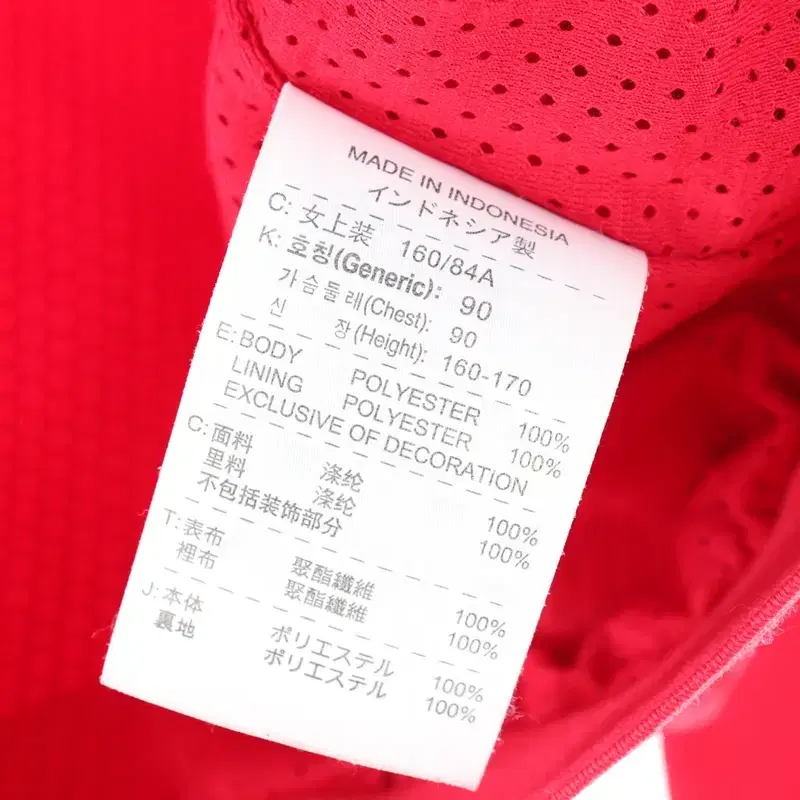 MADE IN INDONESIA
インドネシア製
C: 女上装 160/84A
K: 호칭(Generic): 90
가슴둘레(Chest): 90
신 장(Height): 160-170
E: BODY POLYESTER 100%
LINING POLYESTER 100%
EXCLUSIVE OF DECORATION
C: 面料 涤纶 100%
里料 涤纶 100%
不包括装饰部分
T: 表布 聚酯纖維 100%
裡布 聚酯纖維 100%
J: 本体 ポリエステル 100%
裏地 ポリエステル 100%